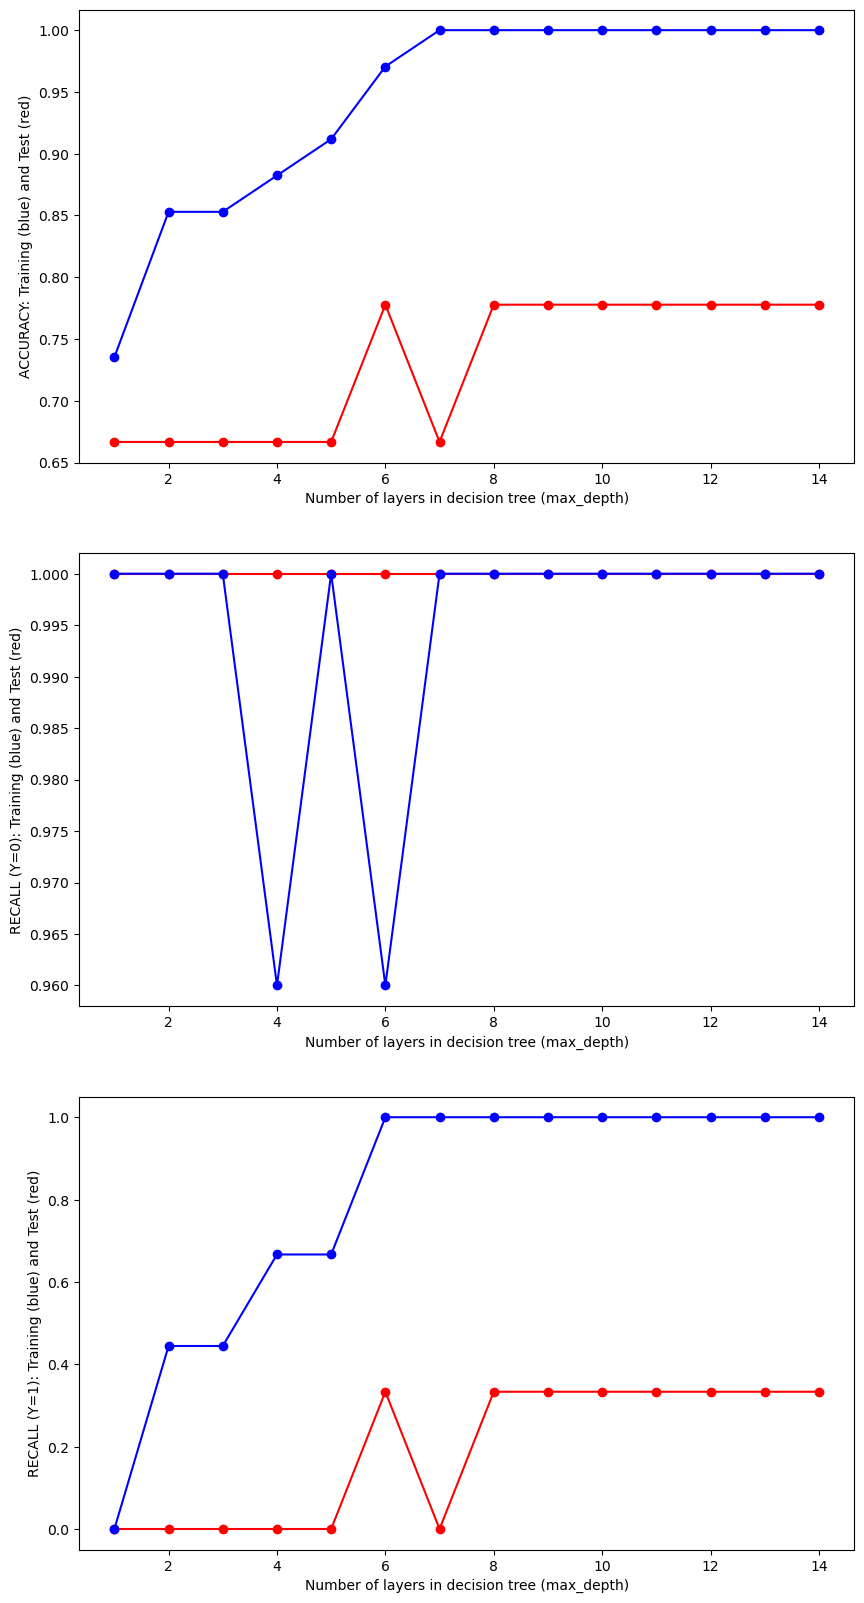 ACCURACY: Training (blue) and Test (red)
1.00
0.95
0.90
0.85
0.80
0.75
0.70
0.65
2 4 6 8 10 12 14
Number of layers in decision tree (max_depth)
RECALL (Y=0): Training (blue) and Test (red)
1.000
0.995
0.990
0.985
0.980
0.975
0.970
0.965
0.960
2 4 6 8 10 12 14
Number of layers in decision tree (max_depth)
RECALL (Y=1): Training (blue) and Test (red)
1.0
0.8
0.6
0.4
0.2
0.0
2 4 6 8 10 12 14
Number of layers in decision tree (max_depth)